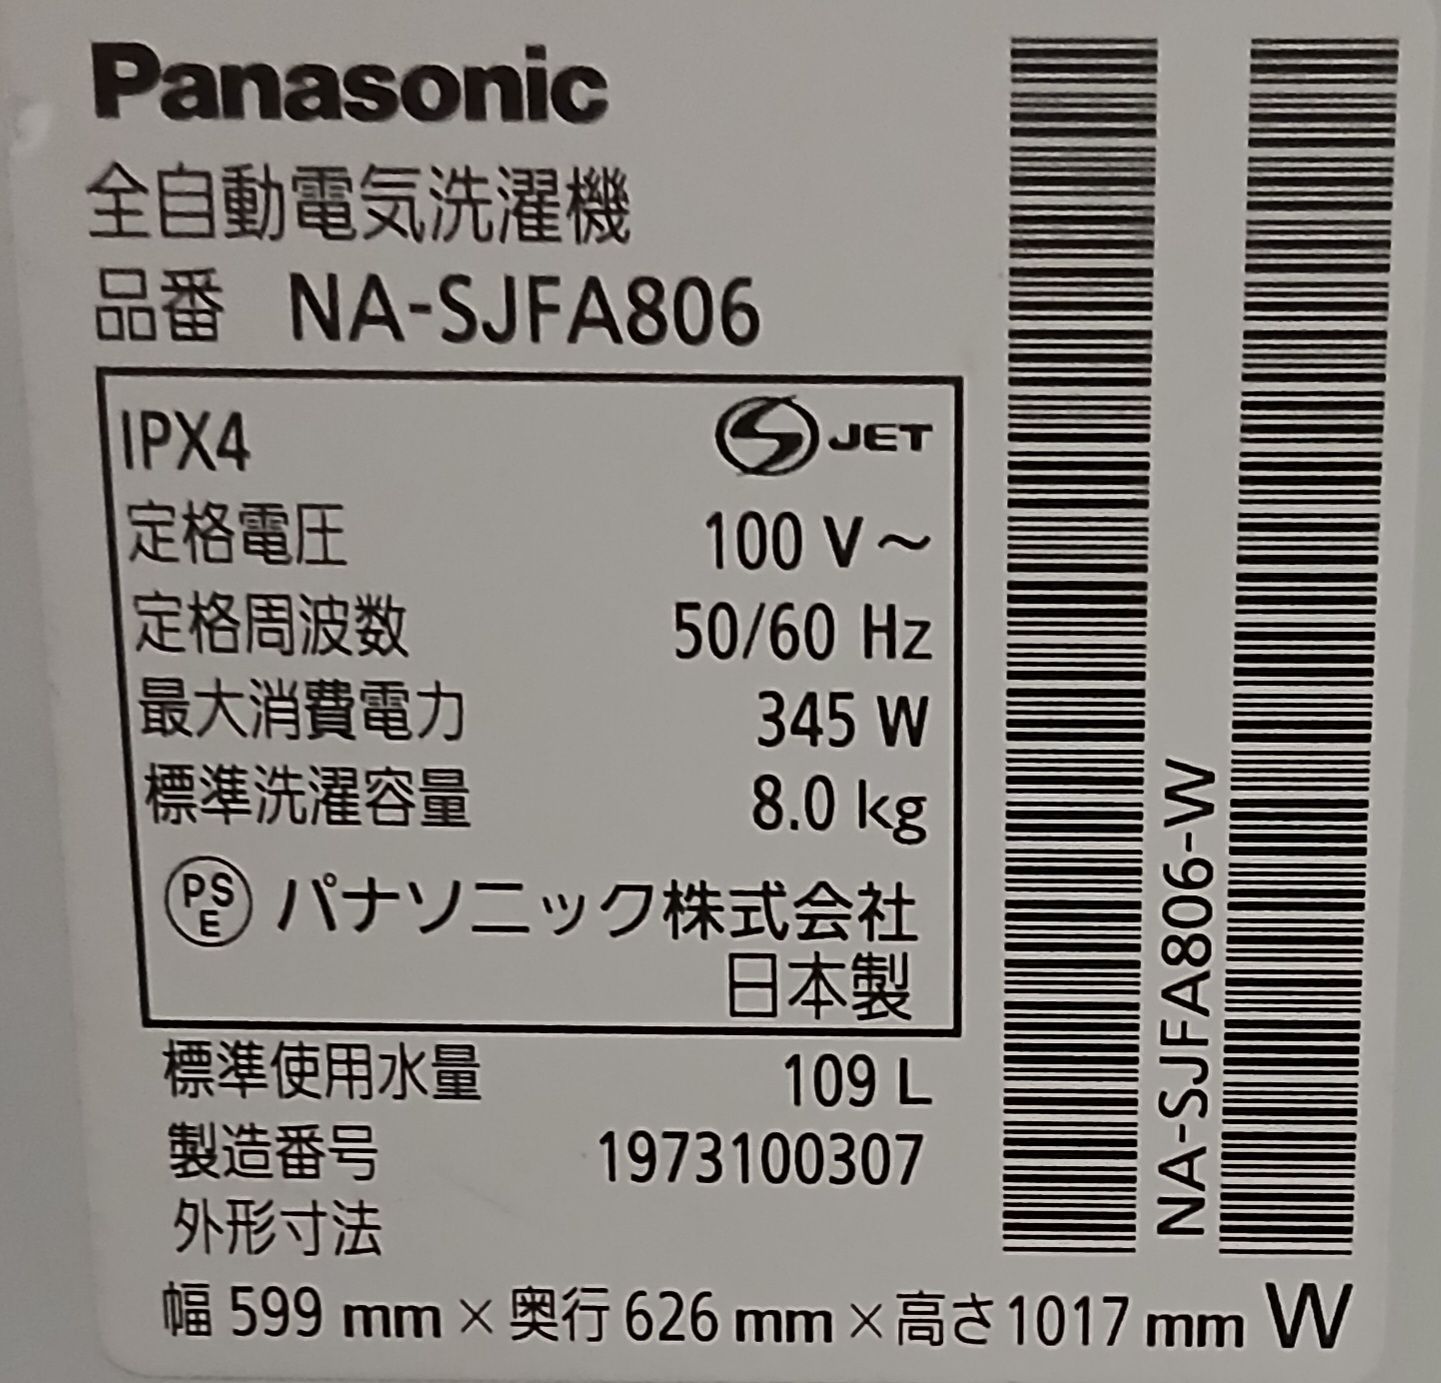 Panasonic
全自動電気洗濯機
品番 NA-SJFA806
IPX4 S JET
定格電圧 100 V～
定格周波数 50/60 Hz
最大消費電力 345 W
標準洗濯容量 8.0 kg
PSE パナソニック株式会社
日本製
標準使用水量 109 L
製造番号 1973100307
外形寸法
幅 599 mm × 奥行 626 mm × 高さ 1017 mm W
NA-SJFA806-W